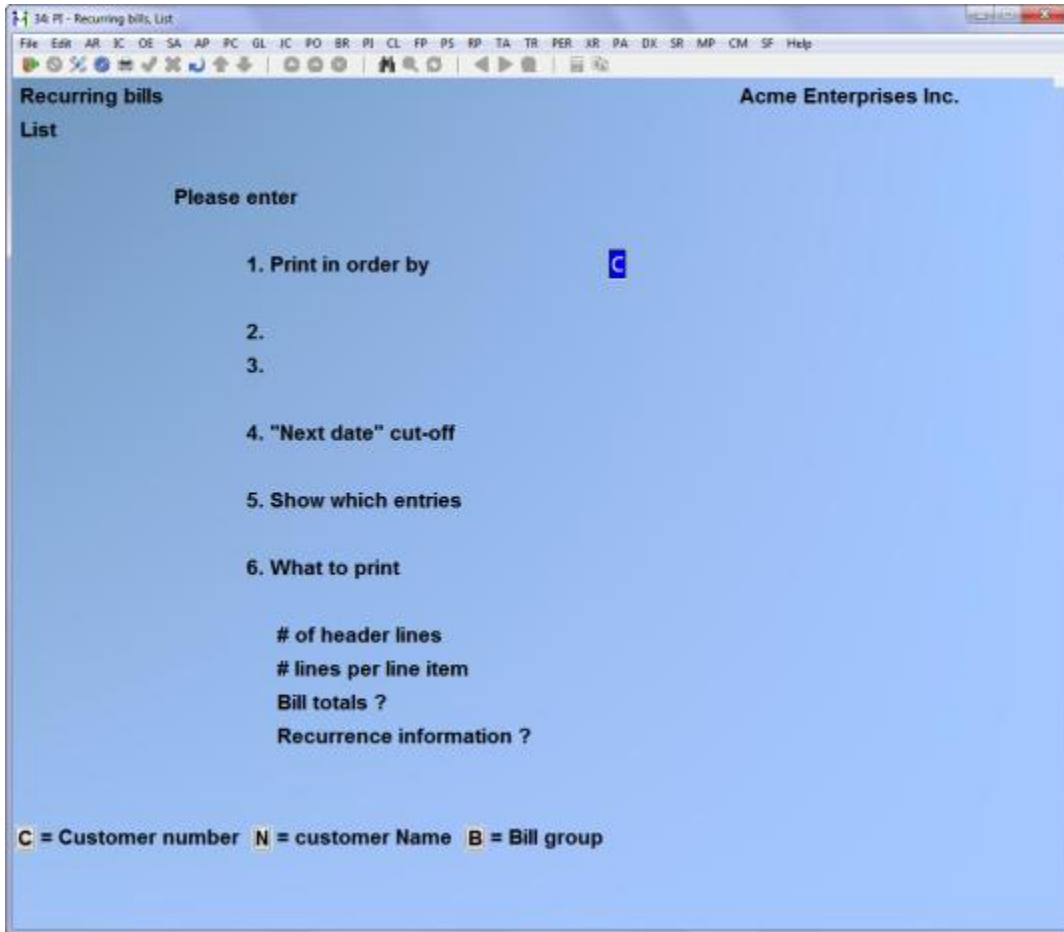 34: PI - Recurring bills, List
File Edit AR IC OE SA AP PC GL JC PO BR PJ CL FP PS RP TA TR PER XR PA DX SR MP CM SF Help
Recurring bills Acme Enterprises Inc.
List
Please enter
1. Print in order by C
2.
3.
4. "Next date" cut-off
5. Show which entries
6. What to print
# of header lines
# lines per line item
Bill totals ?
Recurrence information ?
C = Customer number N = customer Name B = Bill group